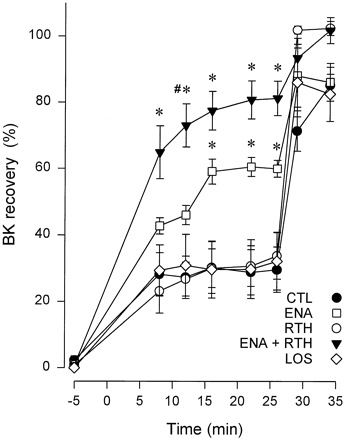 100
80
60
40
20
0
BK recovery (%)
*
#*
*
*
*
*
*
*
CTL
ENA
RTH
ENA + RTH
LOS
-5 0 5 10 15 20 25 30 35
Time (min)